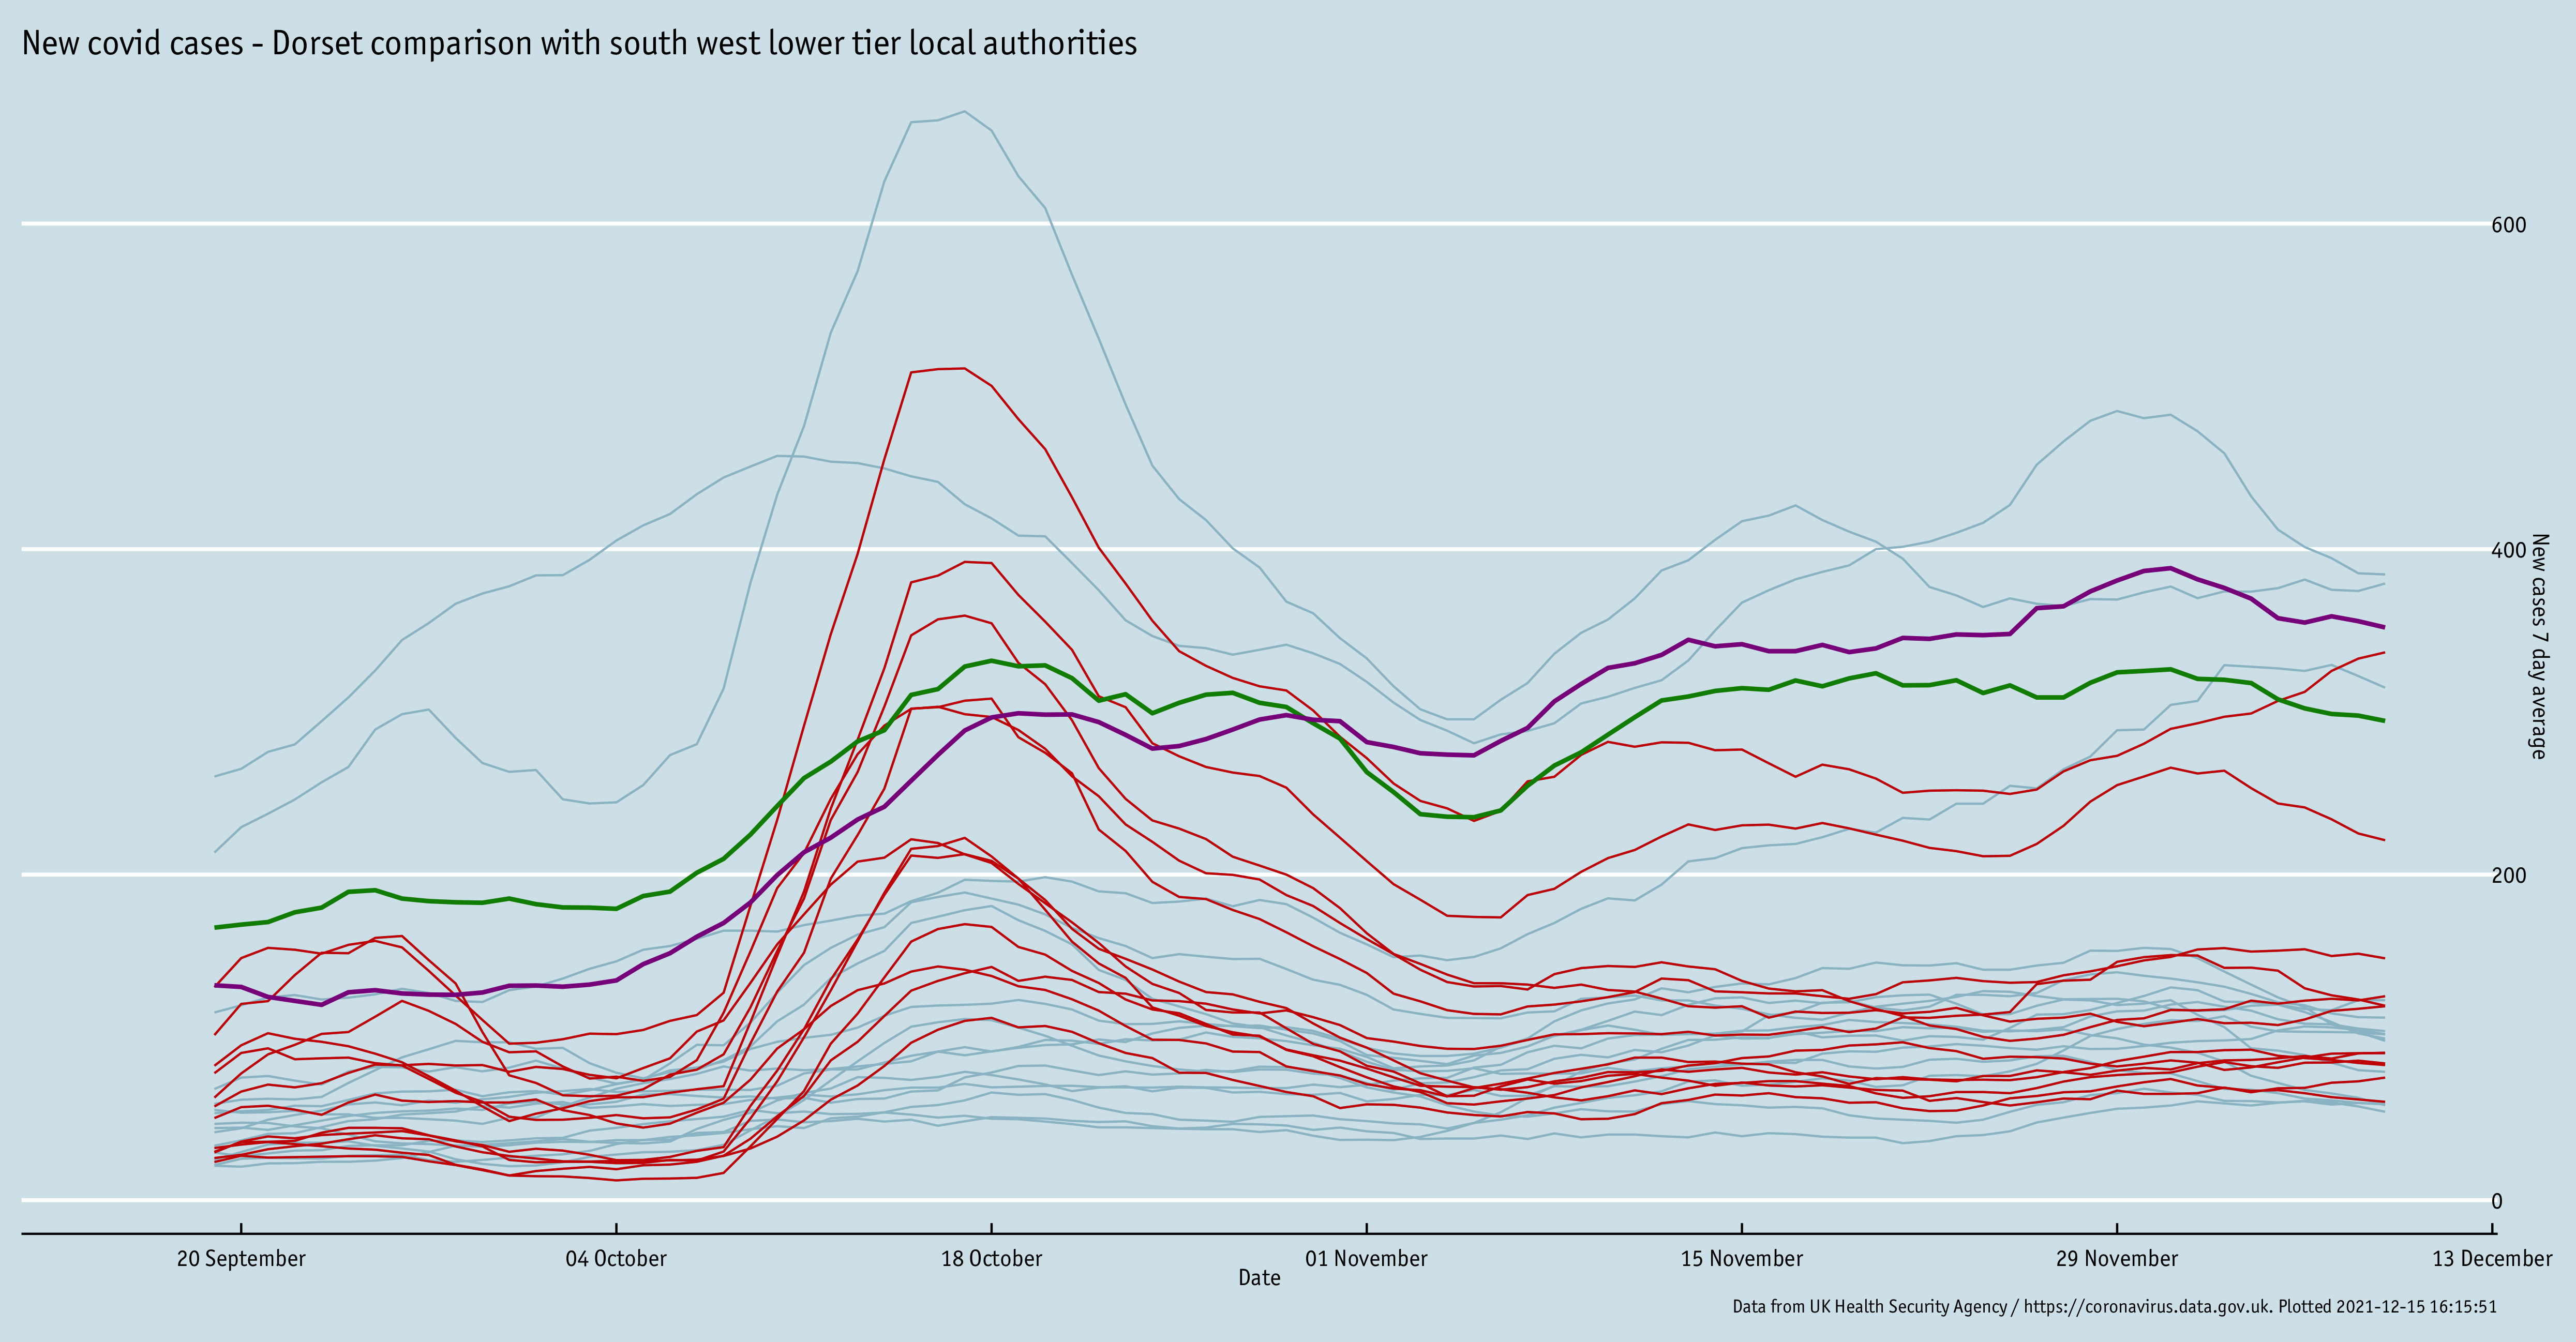 New covid cases - Dorset comparison with south west lower tier local authorities
600
400
200
0
New cases 7 day average
20 September
04 October
18 October
01 November
15 November
29 November
13 December
Date
Data from UK Health Security Agency / https://coronavirus.data.gov.uk. Plotted 2021-12-15 16:15:51